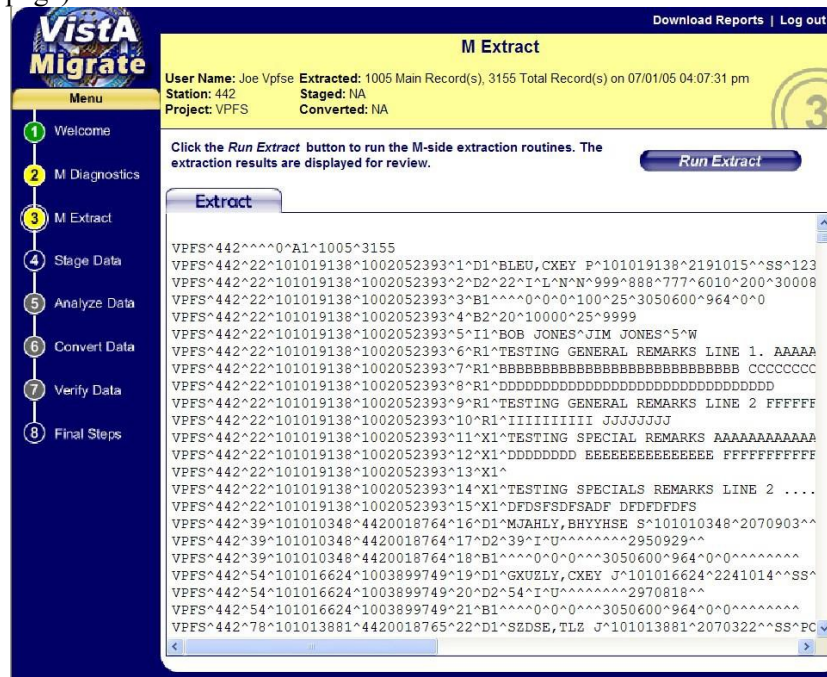 VistA
Migrate
Download Reports | Log out
M Extract
User Name: Joe Vpfse Extracted: 1005 Main Record(s), 3155 Total Record(s) on 07/01/05 04:07:31 pm
Station: 442 Staged: NA
Project: VPFS Converted: NA
3
Menu
1 Welcome
2 M Diagnostics
3 M Extract
4 Stage Data
5 Analyze Data
6 Convert Data
7 Verify Data
8 Final Steps
Click the Run Extract button to run the M-side extraction routines. The
extraction results are displayed for review.
Run Extract
Extract
VPFS^442^^^^0^A1^1005^3155
VPFS^442^22^101019138^1002052393^1^D1^BLEU,CXEY P^101019138^2191015^^SS^123
VPFS^442^22^101019138^1002052393^2^D2^22^I^L^N^N^999^888^777^6010^200^30008
VPFS^442^22^101019138^1002052393^3^B1^^^^0^0^0^100^25^3050600^964^0^0
VPFS^442^22^101019138^1002052393^4^B2^20^10000^25^9999
VPFS^442^22^101019138^1002052393^5^I1^BOB JONES^JIM JONES^5^W
VPFS^442^22^101019138^1002052393^6^R1^TESTING GENERAL REMARKS LINE 1. AAAAA
VPFS^442^22^101019138^1002052393^7^R1^BBBBBBBBBBBBBBBBBBBBBBBBBBBBB CCCCCCCC
VPFS^442^22^101019138^1002052393^8^R1^DDDDDDDDDDDDDDDDDDDDDDDDDDDDDDDDD
VPFS^442^22^101019138^1002052393^9^R1^TESTING GENERAL REMARKS LINE 2 FFFFFF
VPFS^442^22^101019138^1002052393^10^R1^IIIIIIIIII JJJJJJJJ
VPFS^442^22^101019138^1002052393^11^X1^TESTING SPECIAL REMARKS AAAAAAAAAAAA
VPFS^442^22^101019138^1002052393^12^X1^DDDDDDDD EEEEEEEEEEEEEEE FFFFFFFFFFF
VPFS^442^22^101019138^1002052393^13^X1^
VPFS^442^22^101019138^1002052393^14^X1^TESTING SPECIALS REMARKS LINE 2 ....
VPFS^442^22^101019138^1002052393^15^X1^DFDSFSDFSADF DFDFDFDFS
VPFS^442^39^101010348^4420018764^16^D1^MJAHLY,BHYYHSE S^101010348^2070903^^
VPFS^442^39^101010348^4420018764^17^D2^39^I^U^^^^^^^^2950929^^
VPFS^442^39^101010348^4420018764^18^B1^^^^0^0^0^^^3050600^964^0^0^^^^^^^^
VPFS^442^54^101016624^1003899749^19^D1^GXUZLY,CXEY J^101016624^2241014^^SS^
VPFS^442^54^101016624^1003899749^20^D2^54^I^U^^^^^^^^2970818^^
VPFS^442^54^101016624^1003899749^21^B1^^^^0^0^0^^^3050600^964^0^0^^^^^^^^
VPFS^442^78^101013881^4420018765^22^D1^SZDSE,TLZ J^101013881^2070322^^SS^PC